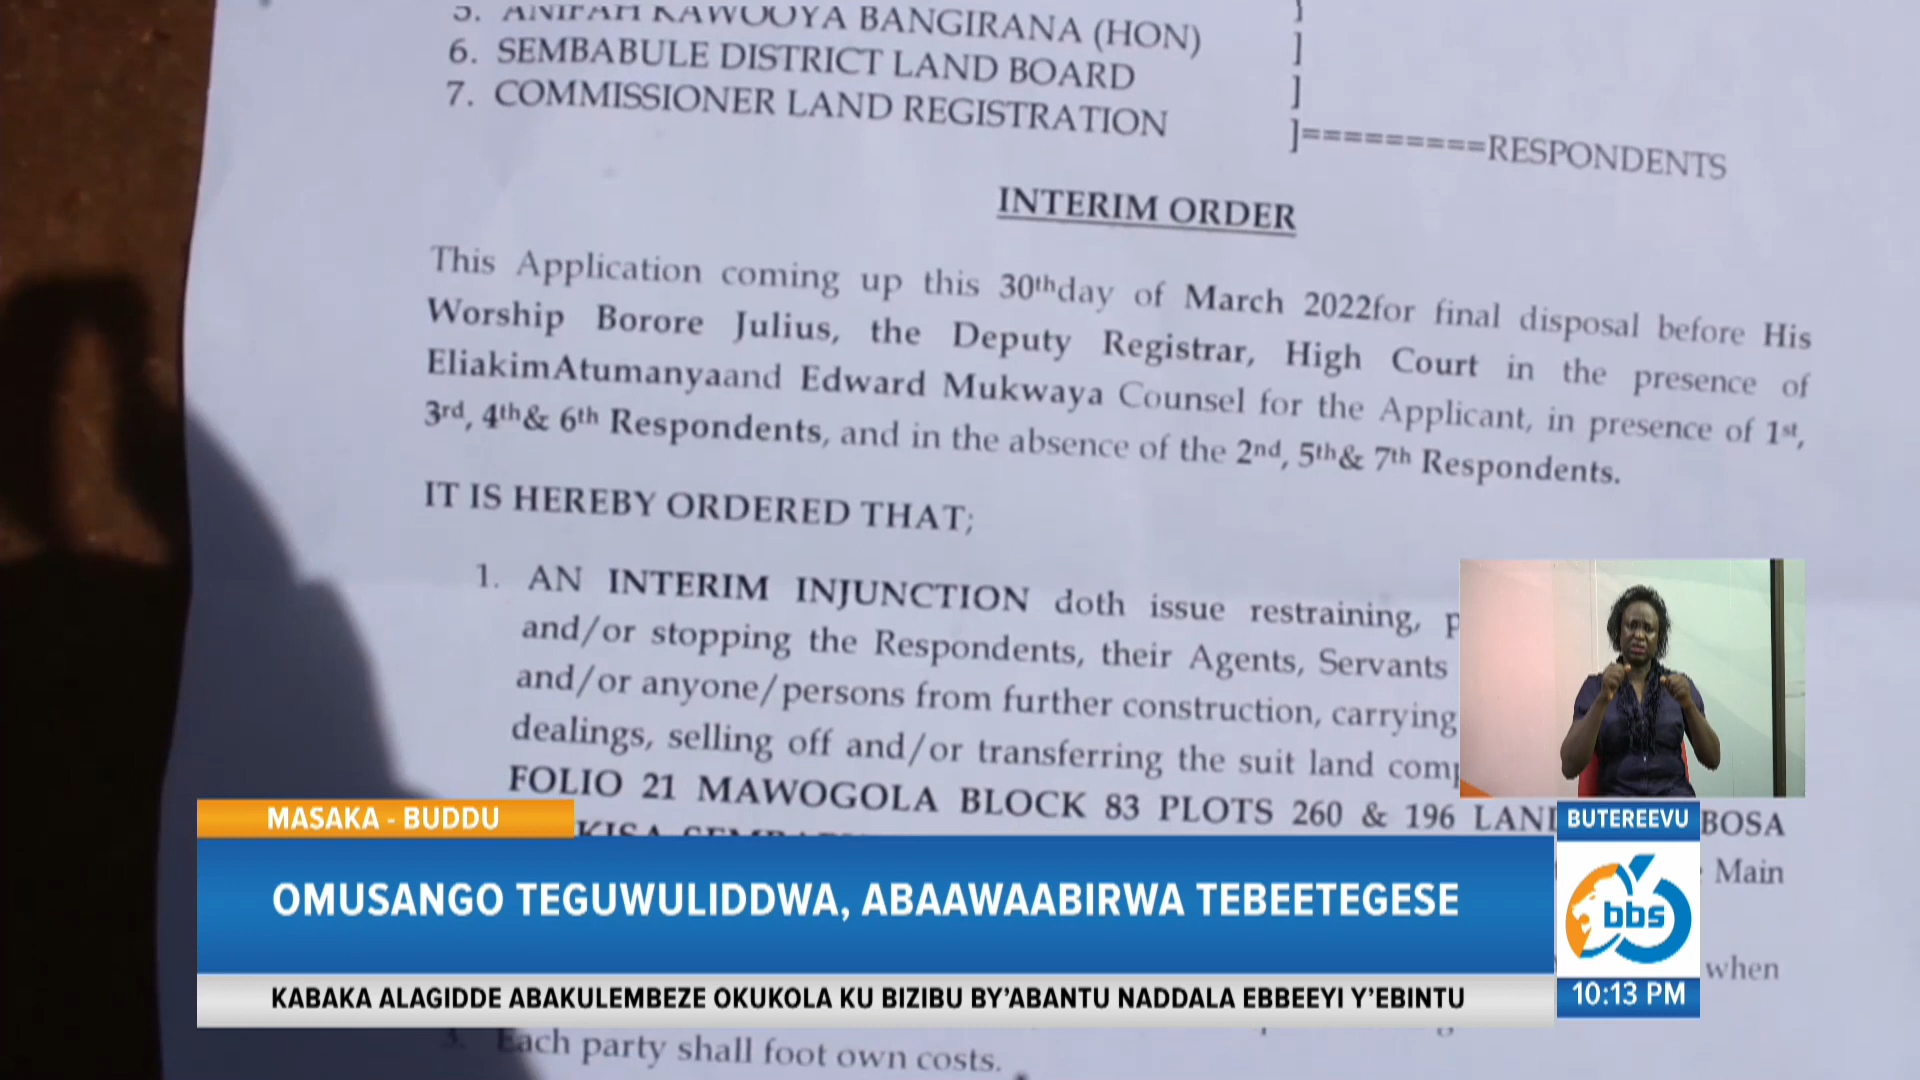 5. ANIFAH KAWOOYA BANGIRANA (HON) ]
6. SEMBABULE DISTRICT LAND BOARD ]
7. COMMISSIONER LAND REGISTRATION ]
]=========RESPONDENTS
INTERIM ORDER
This Application coming up this 30thday of March 2022for final disposal before His
Worship Borore Julius, the Deputy Registrar, High Court in the presence of
EliakimAtumanyaand Edward Mukwaya Counsel for the Applicant, in presence of 1st,
3rd, 4th& 6th Respondents, and in the absence of the 2nd, 5th& 7th Respondents.
IT IS HEREBY ORDERED THAT;
1. AN INTERIM INJUNCTION doth issue restraining,
and/or stopping the Respondents, their Agents, Servants
and/or anyone/persons from further construction, carrying
dealings, selling off and/or transferring the suit land
FOLIO 21 MAWOGOLA BLOCK 83 PLOTS 260 & 196 BOSA
Main
when
3. Each party shall foot own costs.
MASAKA - BUDDU
OMUSANGO TEGUWULIDDWA, ABAAWAABIRWA TEBEETEGESE
KABAKA ALAGIDDE ABAKULEMBEZE OKUKOLA KU BIZIBU BY'ABANTU NADDALA EBBEEYI Y'EBINTU
BUTEREEVU
bbs
10:13 PM